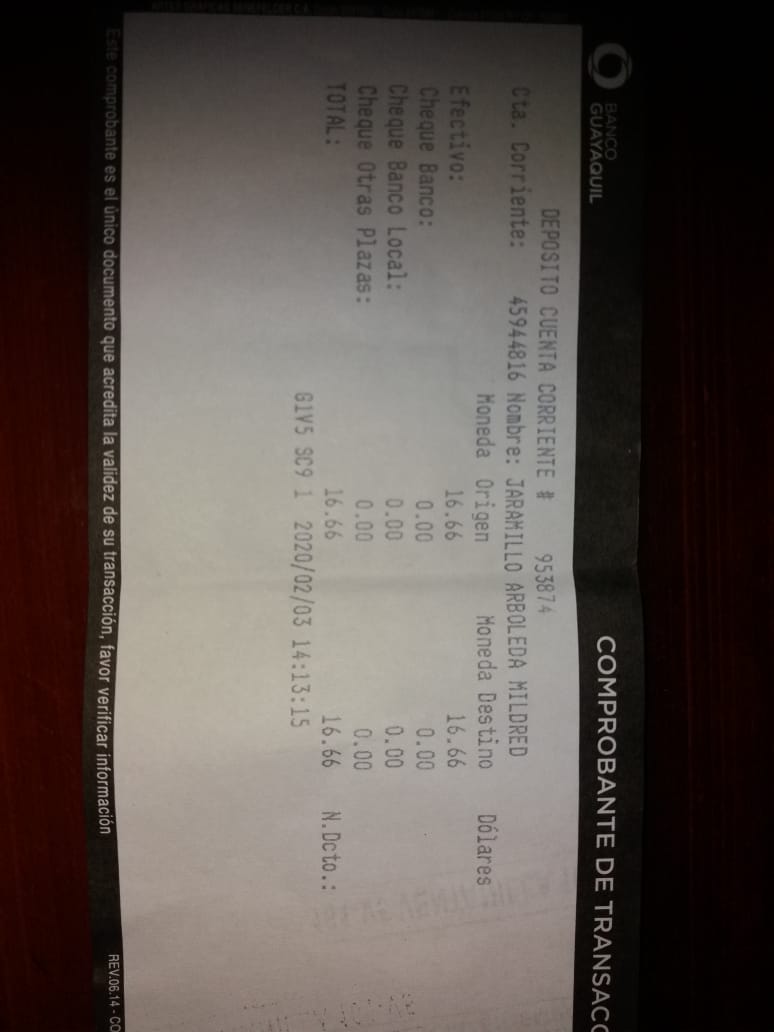 BANCO
GUAYAQUIL
COMPROBANTE DE TRANSACC
DEPOSITO CUENTA CORRIENTE # 953874
Cta. Corriente: 45944816 Nombre: JARAMILLO ARBOLEDA MILDRED
Moneda Origen Moneda Destino Dólares
Efectivo: 16.66 16.66
Cheque Banco: 0.00 0.00
Cheque Banco Local: 0.00 0.00
Cheque Otras Plazas: 0.00 0.00
TOTAL: 16.66 16.66 N.Dcto.:
G1V5 SC9 1 2020/02/03 14:13:15
Este comprobante es el único documento que acredita la validez de su transacción, favor verificar información
REV.06.14 - CO